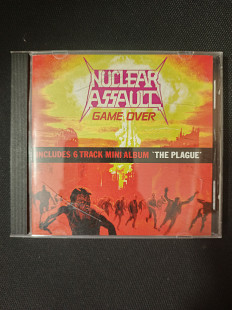 NUCLEAR
ASSAULT
GAME OVER
INCLUDES 6 TRACK MINI ALBUM "THE PLAGUE"